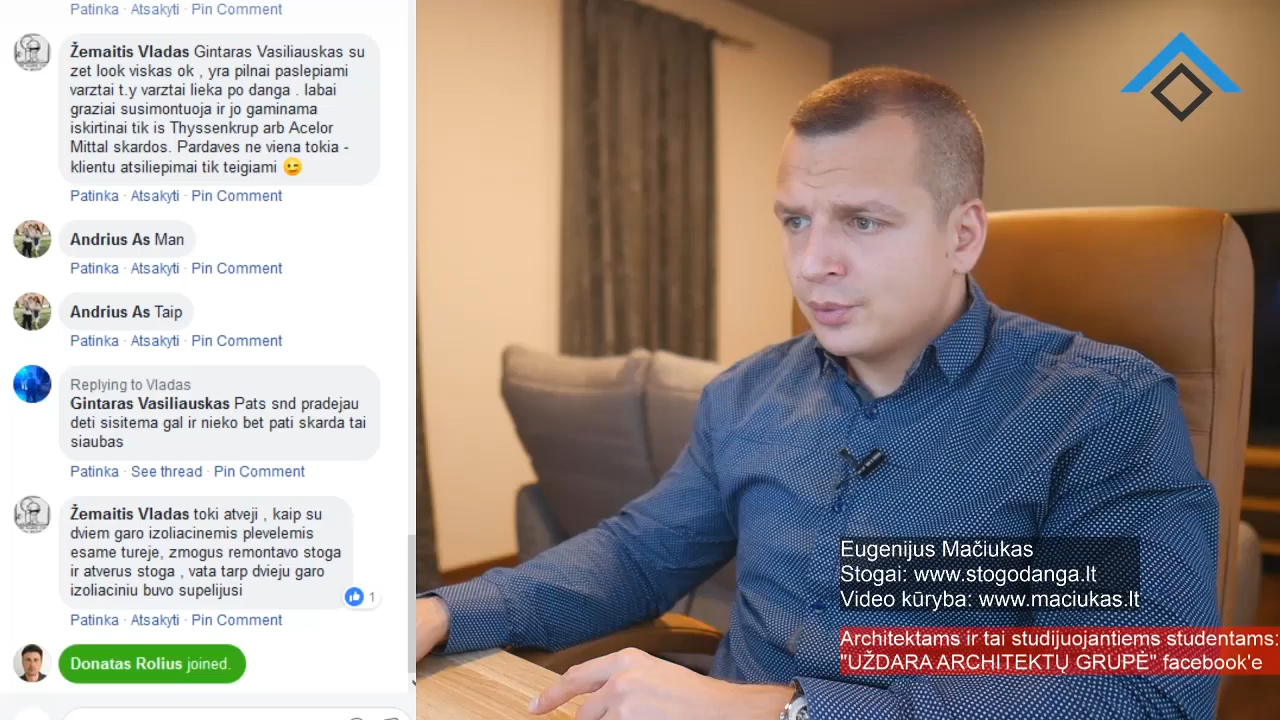 Patinka · Atsakyti · Pin Comment
Žemaitis Vladas Gintaras Vasiliauskas su
zet look viskas ok , yra pilnai paslepiami
varztai t.y varztai lieka po danga . labai
graziai susimontuoja ir jo gaminama
iskirtinai tik is Thyssenkrup arb Acelor
Mittal skardos. Pardaves ne viena tokia -
klientu atsiliepimai tik teigiami
Patinka · Atsakyti · Pin Comment
Andrius As Man
Patinka · Atsakyti · Pin Comment
Andrius As Taip
Patinka · Atsakyti · Pin Comment
Replying to Vladas
Gintaras Vasiliauskas Pats snd pradejau
deti sisitema gal ir nieko bet pati skarda tai
siaubas
Patinka · See thread · Pin Comment
Žemaitis Vladas toki atveji , kaip su
dviem garo izoliacinemis plevelemis
esame tureje, zmogus remontavo stoga
ir atverus stoga , vata tarp dvieju garo
izoliaciniu buvo supelijusi
1
Patinka · Atsakyti · Pin Comment
Donatas Rolius joined.
Eugenijus Mačiukas
Stogai: www.stogodanga.lt
Video kūryba: www.maciukas.lt
Architektams ir tai studijuojantiems studentams:
"UŽDARA ARCHITEKTŲ GRUPĖ" facebook'e